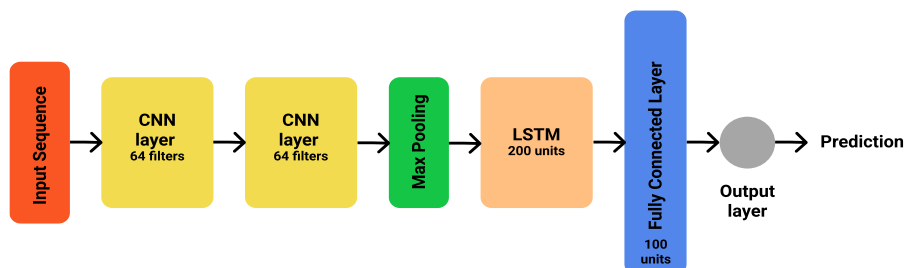 Input Sequence
CNN
layer
64 filters
CNN
layer
64 filters
Max Pooling
LSTM
200 units
Fully Connected Layer
100
units
Output
layer
Prediction